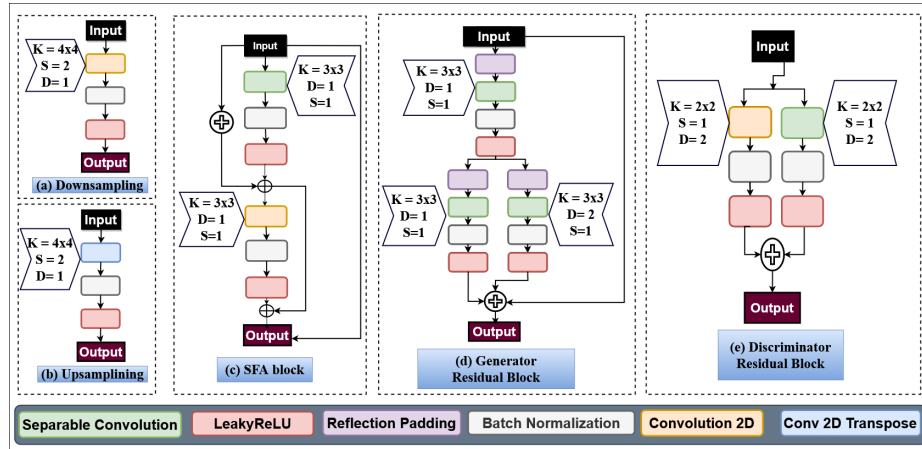 Input
K = 4x4
S = 2
D = 1
Output
(a) Downsampling
Input
K = 4x4
S = 2
D = 1
Output
(b) Upsamplining
Input
K = 3x3
D= 1
S=1
K = 3x3
D= 1
S=1
Output
(c) SFA block
Input
K = 3x3
D= 1
S=1
K = 3x3
D= 1
S=1
K = 3x3
D= 2
S=1
Output
(d) Generator
Residual Block
Input
K = 2x2
S = 1
D = 2
K = 2x2
S = 1
D = 2
Output
(e) Discriminator
Residual Block
Separable Convolution
LeakyReLU
Reflection Padding
Batch Normalization
Convolution 2D
Conv 2D Transpose